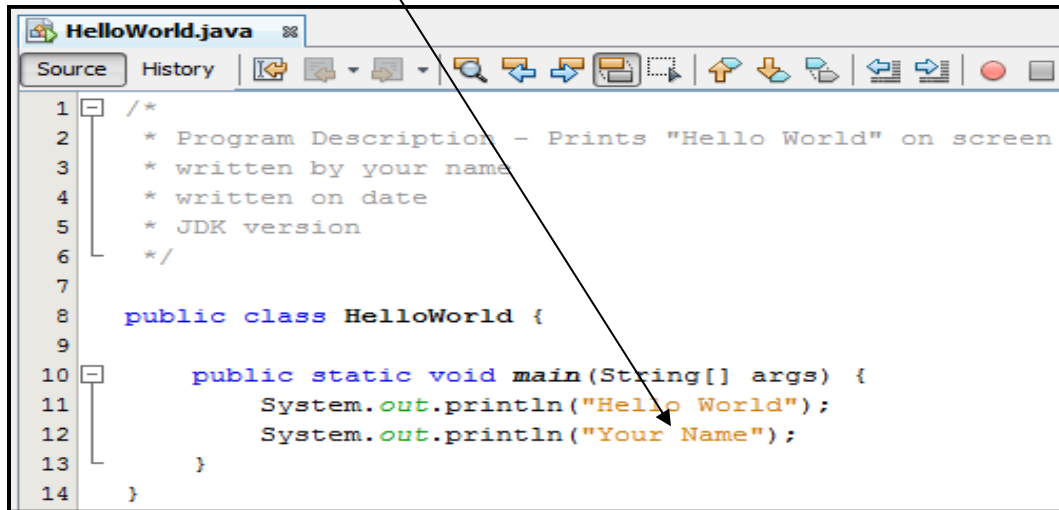 HelloWorld.java
Source History
1 /*
2 * Program Description - Prints "Hello World" on screen
3 * written by your name
4 * written on date
5 * JDK version
6 */
7
8 public class HelloWorld {
9
10 public static void main(String[] args) {
11 System.out.println("Hello World");
12 System.out.println("Your Name");
13 }
14 }